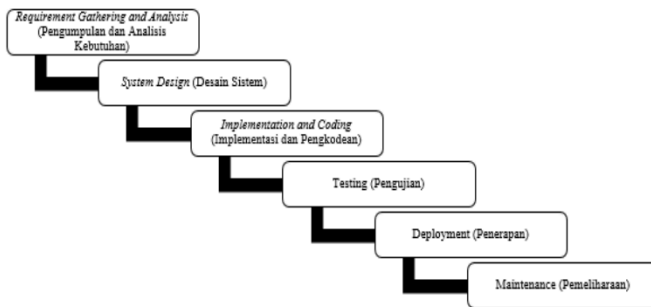 Requirement Gathering and Analysis
(Pengumpulan dan Analisis
Kebutuhan)
System Design (Desain Sistem)
Implementation and Coding
(Implementasi dan Pengkodean)
Testing (Pengujian)
Deployment (Penerapan)
Maintenance (Pemeliharaan)